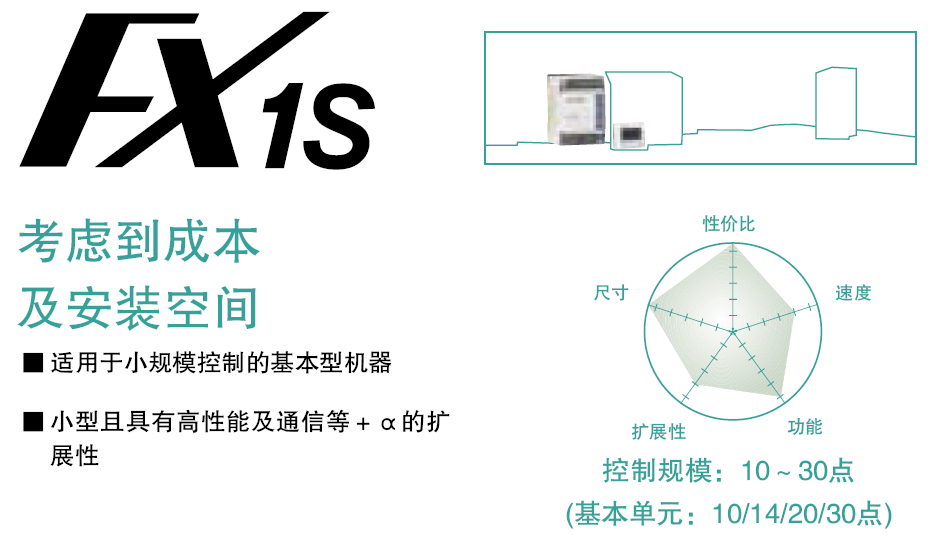 FX1S
考虑到成本
及安装空间
■ 适用于小规模控制的基本型机器
■ 小型且具有高性能及通信等 + α 的扩
展性
性价比
尺寸
速度
扩展性
功能
控制规模：10 ~ 30点
(基本单元：10/14/20/30点)